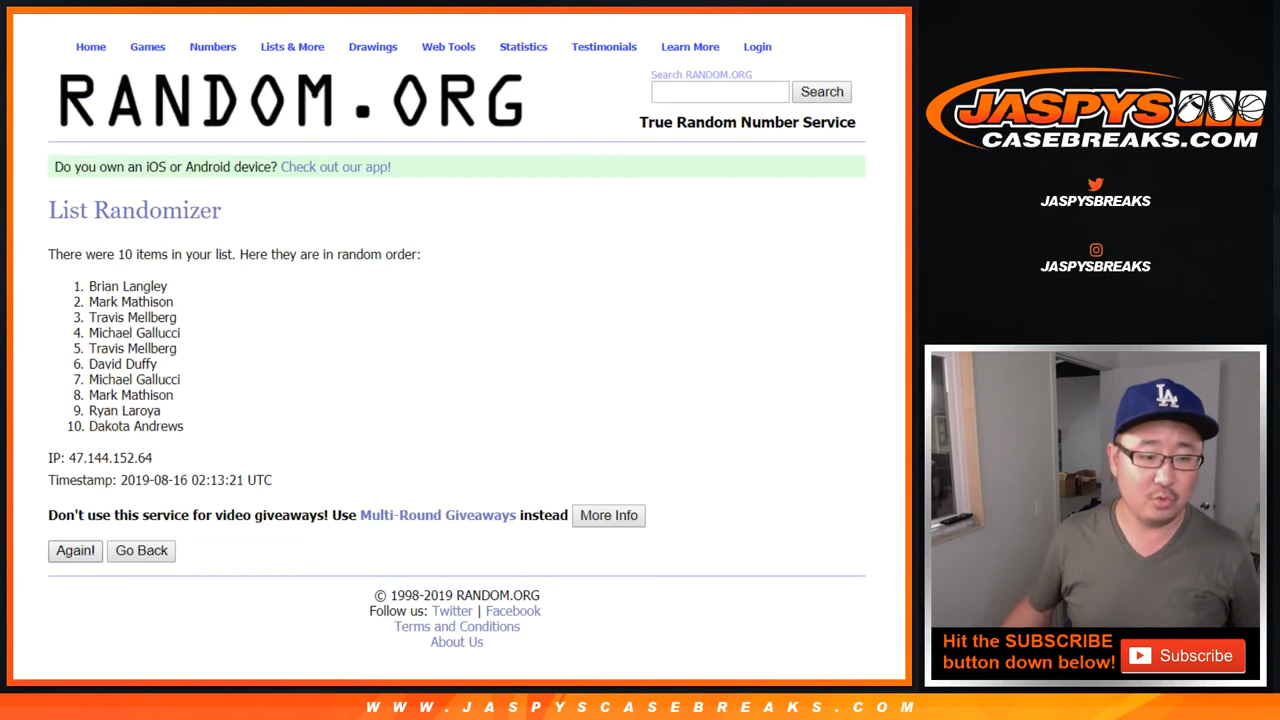 Home Games Numbers Lists & More Drawings Web Tools Statistics Testimonials Learn More Login
RANDOM.ORG
Search RANDOM.ORG
Search
True Random Number Service
Do you own an iOS or Android device? Check out our app!
List Randomizer
There were 10 items in your list. Here they are in random order:
1. Brian Langley
2. Mark Mathison
3. Travis Mellberg
4. Michael Gallucci
5. Travis Mellberg
6. David Duffy
7. Michael Gallucci
8. Mark Mathison
9. Ryan Laroya
10. Dakota Andrews
IP: 47.144.152.64
Timestamp: 2019-08-16 02:13:21 UTC
Don't use this service for video giveaways! Use Multi-Round Giveaways instead More Info
Again! Go Back
© 1998-2019 RANDOM.ORG
Follow us: Twitter | Facebook
Terms and Conditions
About Us
JASPYS
CASEBREAKS.COM
JASPYSBREAKS
JASPYSBREAKS
LA
Hit the SUBSCRIBE
button down below!
Subscribe
WWW.JASPYSCASEBREAKS.COM